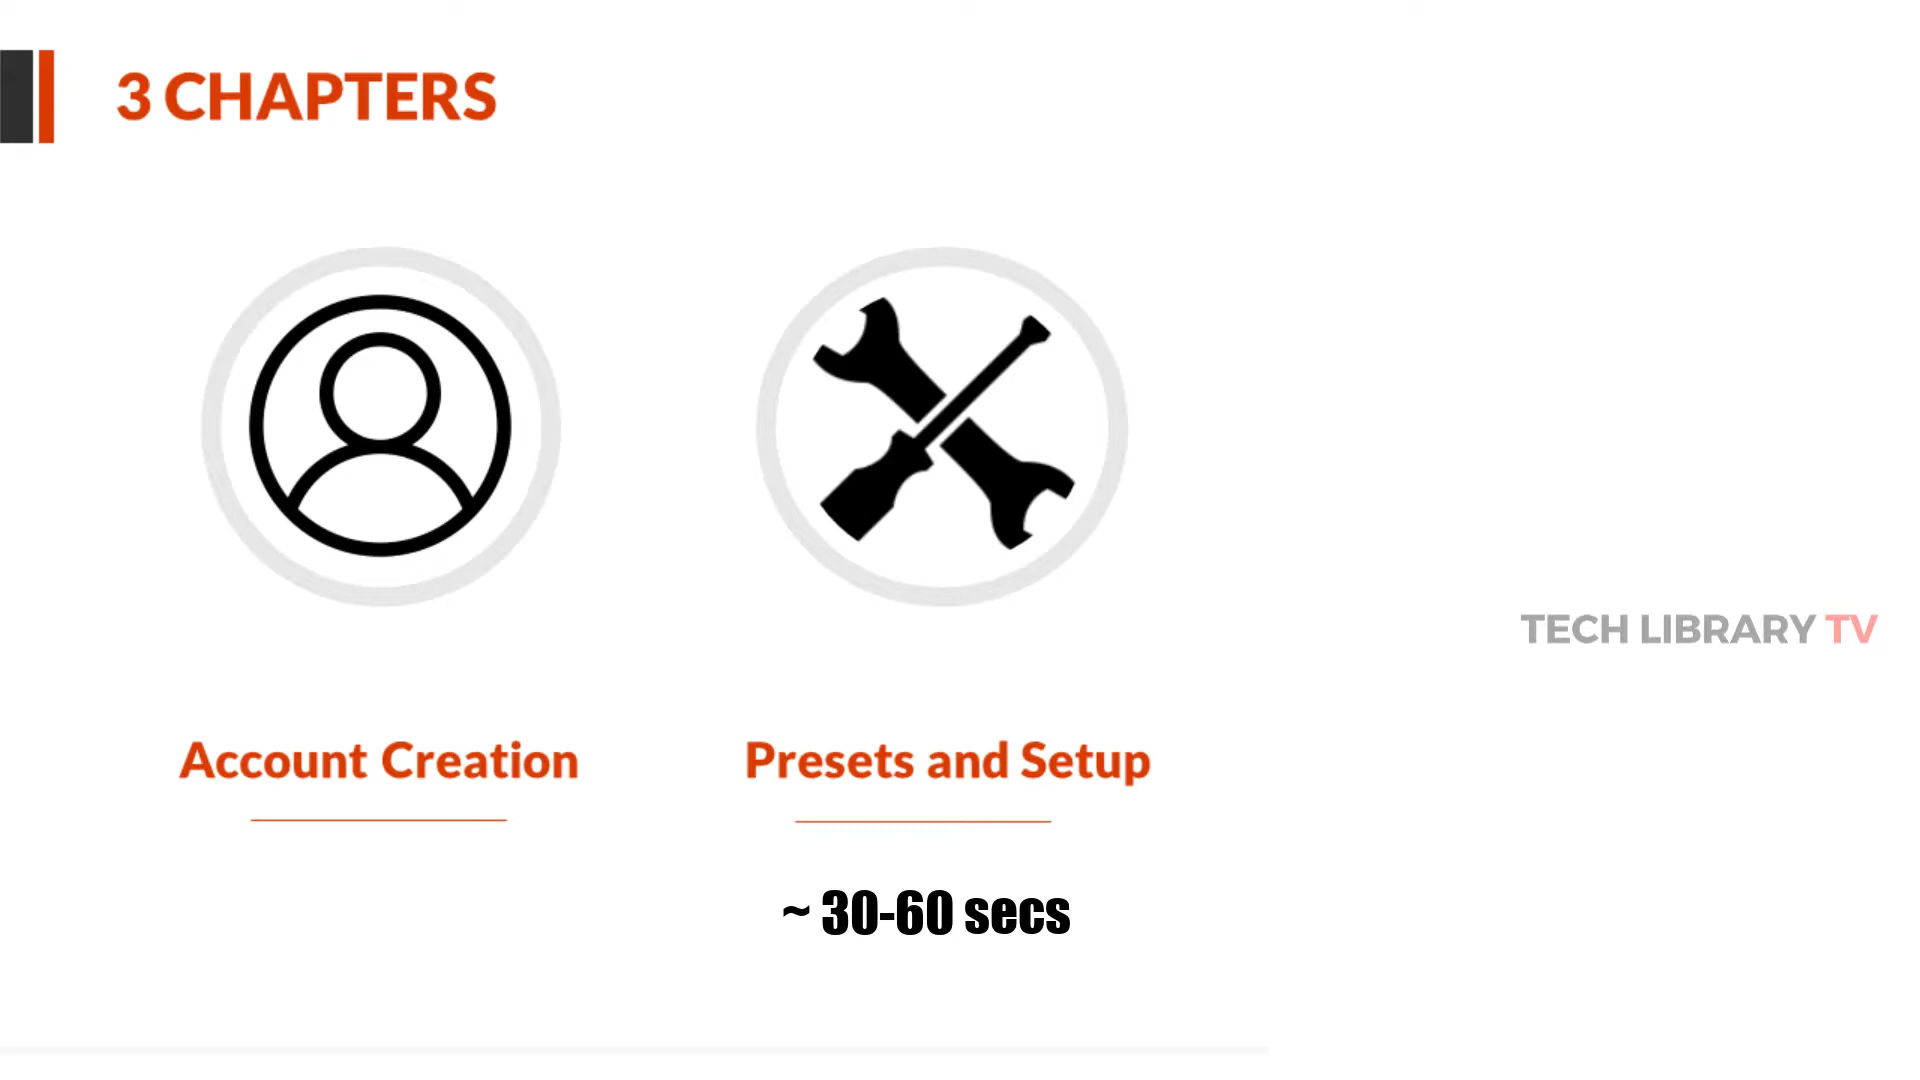 3 CHAPTERS
TECH LIBRARY TV
Account Creation
Presets and Setup
~ 30-60 secs